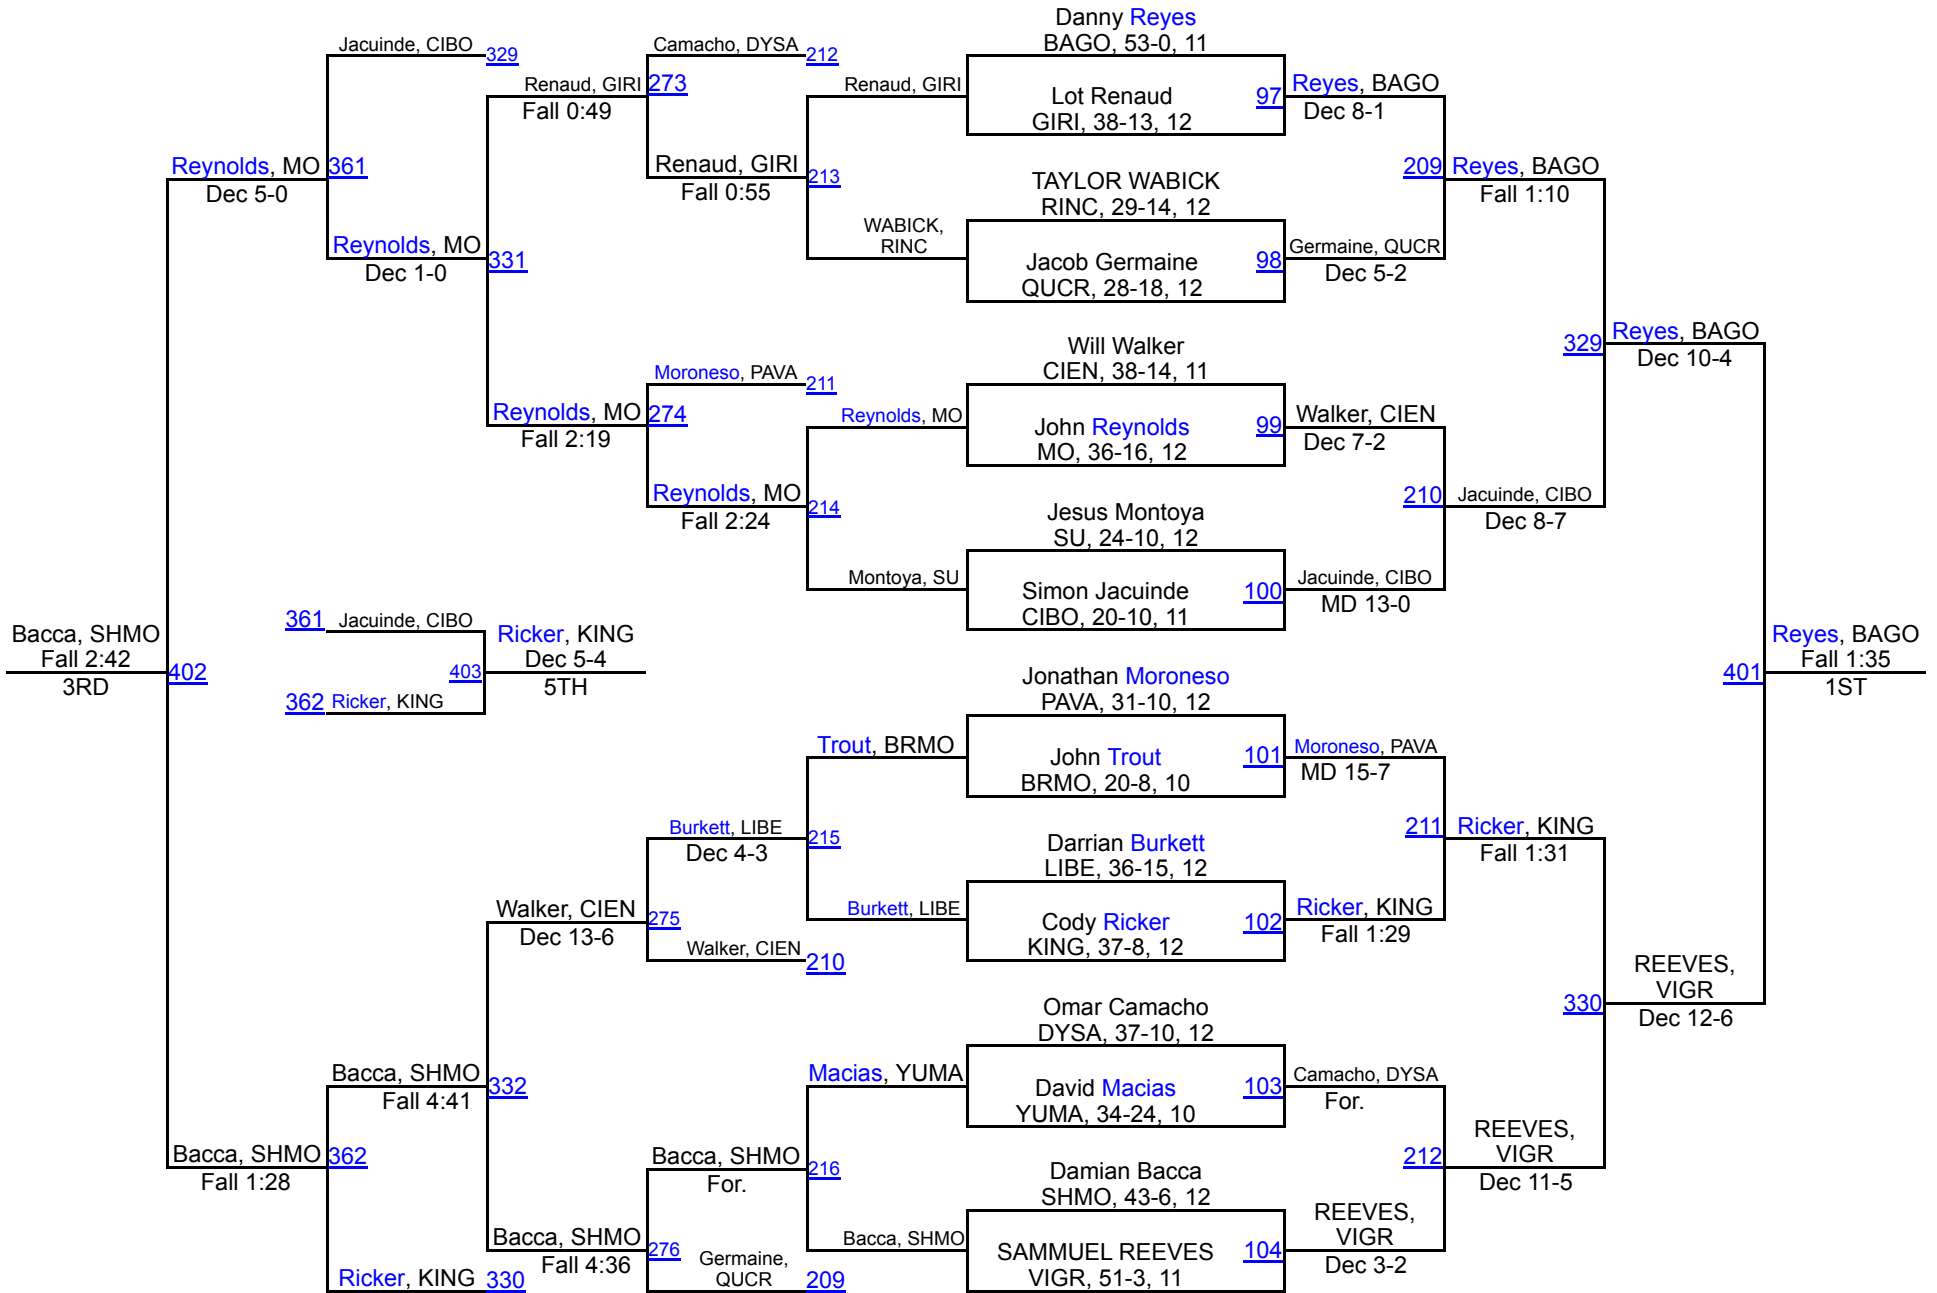 Danny Reyes
BAGO, 53-0, 11
Jacuinde, CIBO
329
Camacho, DYSA
212
Renaud, GIRI
273
Fall 0:49
Renaud, GIRI
Lot Renaud
GIRI, 38-13, 12
97
Reyes, BAGO
Dec 8-1
Reynolds, MO
361
Dec 5-0
Renaud, GIRI
Fall 0:55
213
TAYLOR WABICK
RINC, 29-14, 12
209
Reyes, BAGO
Fall 1:10
WABICK,
RINC
Reynolds, MO
Dec 1-0
331
Jacob Germaine
QUCR, 28-18, 12
98
Germaine, QUCR
Dec 5-2
Will Walker
CIEN, 38-14, 11
329
Reyes, BAGO
Dec 10-4
Moroneso, PAVA
211
Reynolds, MO
274
Fall 2:19
Reynolds, MO
John Reynolds
MO, 36-16, 12
99
Walker, CIEN
Dec 7-2
Reynolds, MO
Fall 2:24
214
Jesus Montoya
SU, 24-10, 12
210
Jacuinde, CIBO
Dec 8-7
Montoya, SU
Simon Jacuinde
CIBO, 20-10, 11
100
Jacuinde, CIBO
MD 13-0
Bacca, SHMO
Fall 2:42
3RD
402
361
Jacuinde, CIBO
403
362
Ricker, KING
Ricker, KING
Dec 5-4
5TH
Jonathan Moroneso
PAVA, 31-10, 12
401
Reyes, BAGO
Fall 1:35
1ST
Trout, BRMO
John Trout
BRMO, 20-8, 10
101
Moroneso, PAVA
MD 15-7
Burkett, LIBE
Dec 4-3
215
Darrian Burkett
LIBE, 36-15, 12
211
Ricker, KING
Fall 1:31
Walker, CIEN
Dec 13-6
275
Burkett, LIBE
Cody Ricker
KING, 37-8, 12
102
Ricker, KING
Fall 1:29
Walker, CIEN
210
Omar Camacho
DYSA, 37-10, 12
330
REEVES,
VIGR
Dec 12-6
Bacca, SHMO
Fall 4:41
332
Macias, YUMA
David Macias
YUMA, 34-24, 10
103
Camacho, DYSA
For.
Bacca, SHMO
Fall 1:28
362
Bacca, SHMO
For.
216
Damian Bacca
SHMO, 43-6, 12
212
REEVES,
VIGR
Dec 11-5
Bacca, SHMO
Fall 4:36
276
Bacca, SHMO
SAMMUEL REEVES
VIGR, 51-3, 11
104
REEVES,
VIGR
Dec 3-2
Ricker, KING
330
Germaine,
QUCR
209